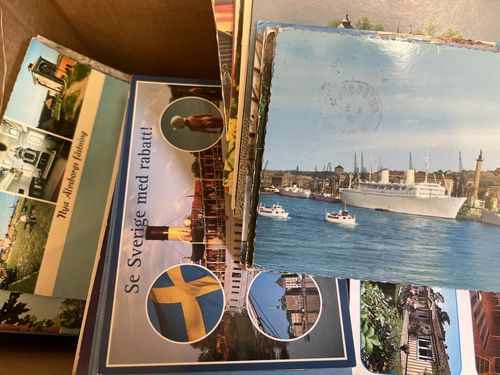 Nya Älvsborgs fästning
Se Sverige med rabatt!